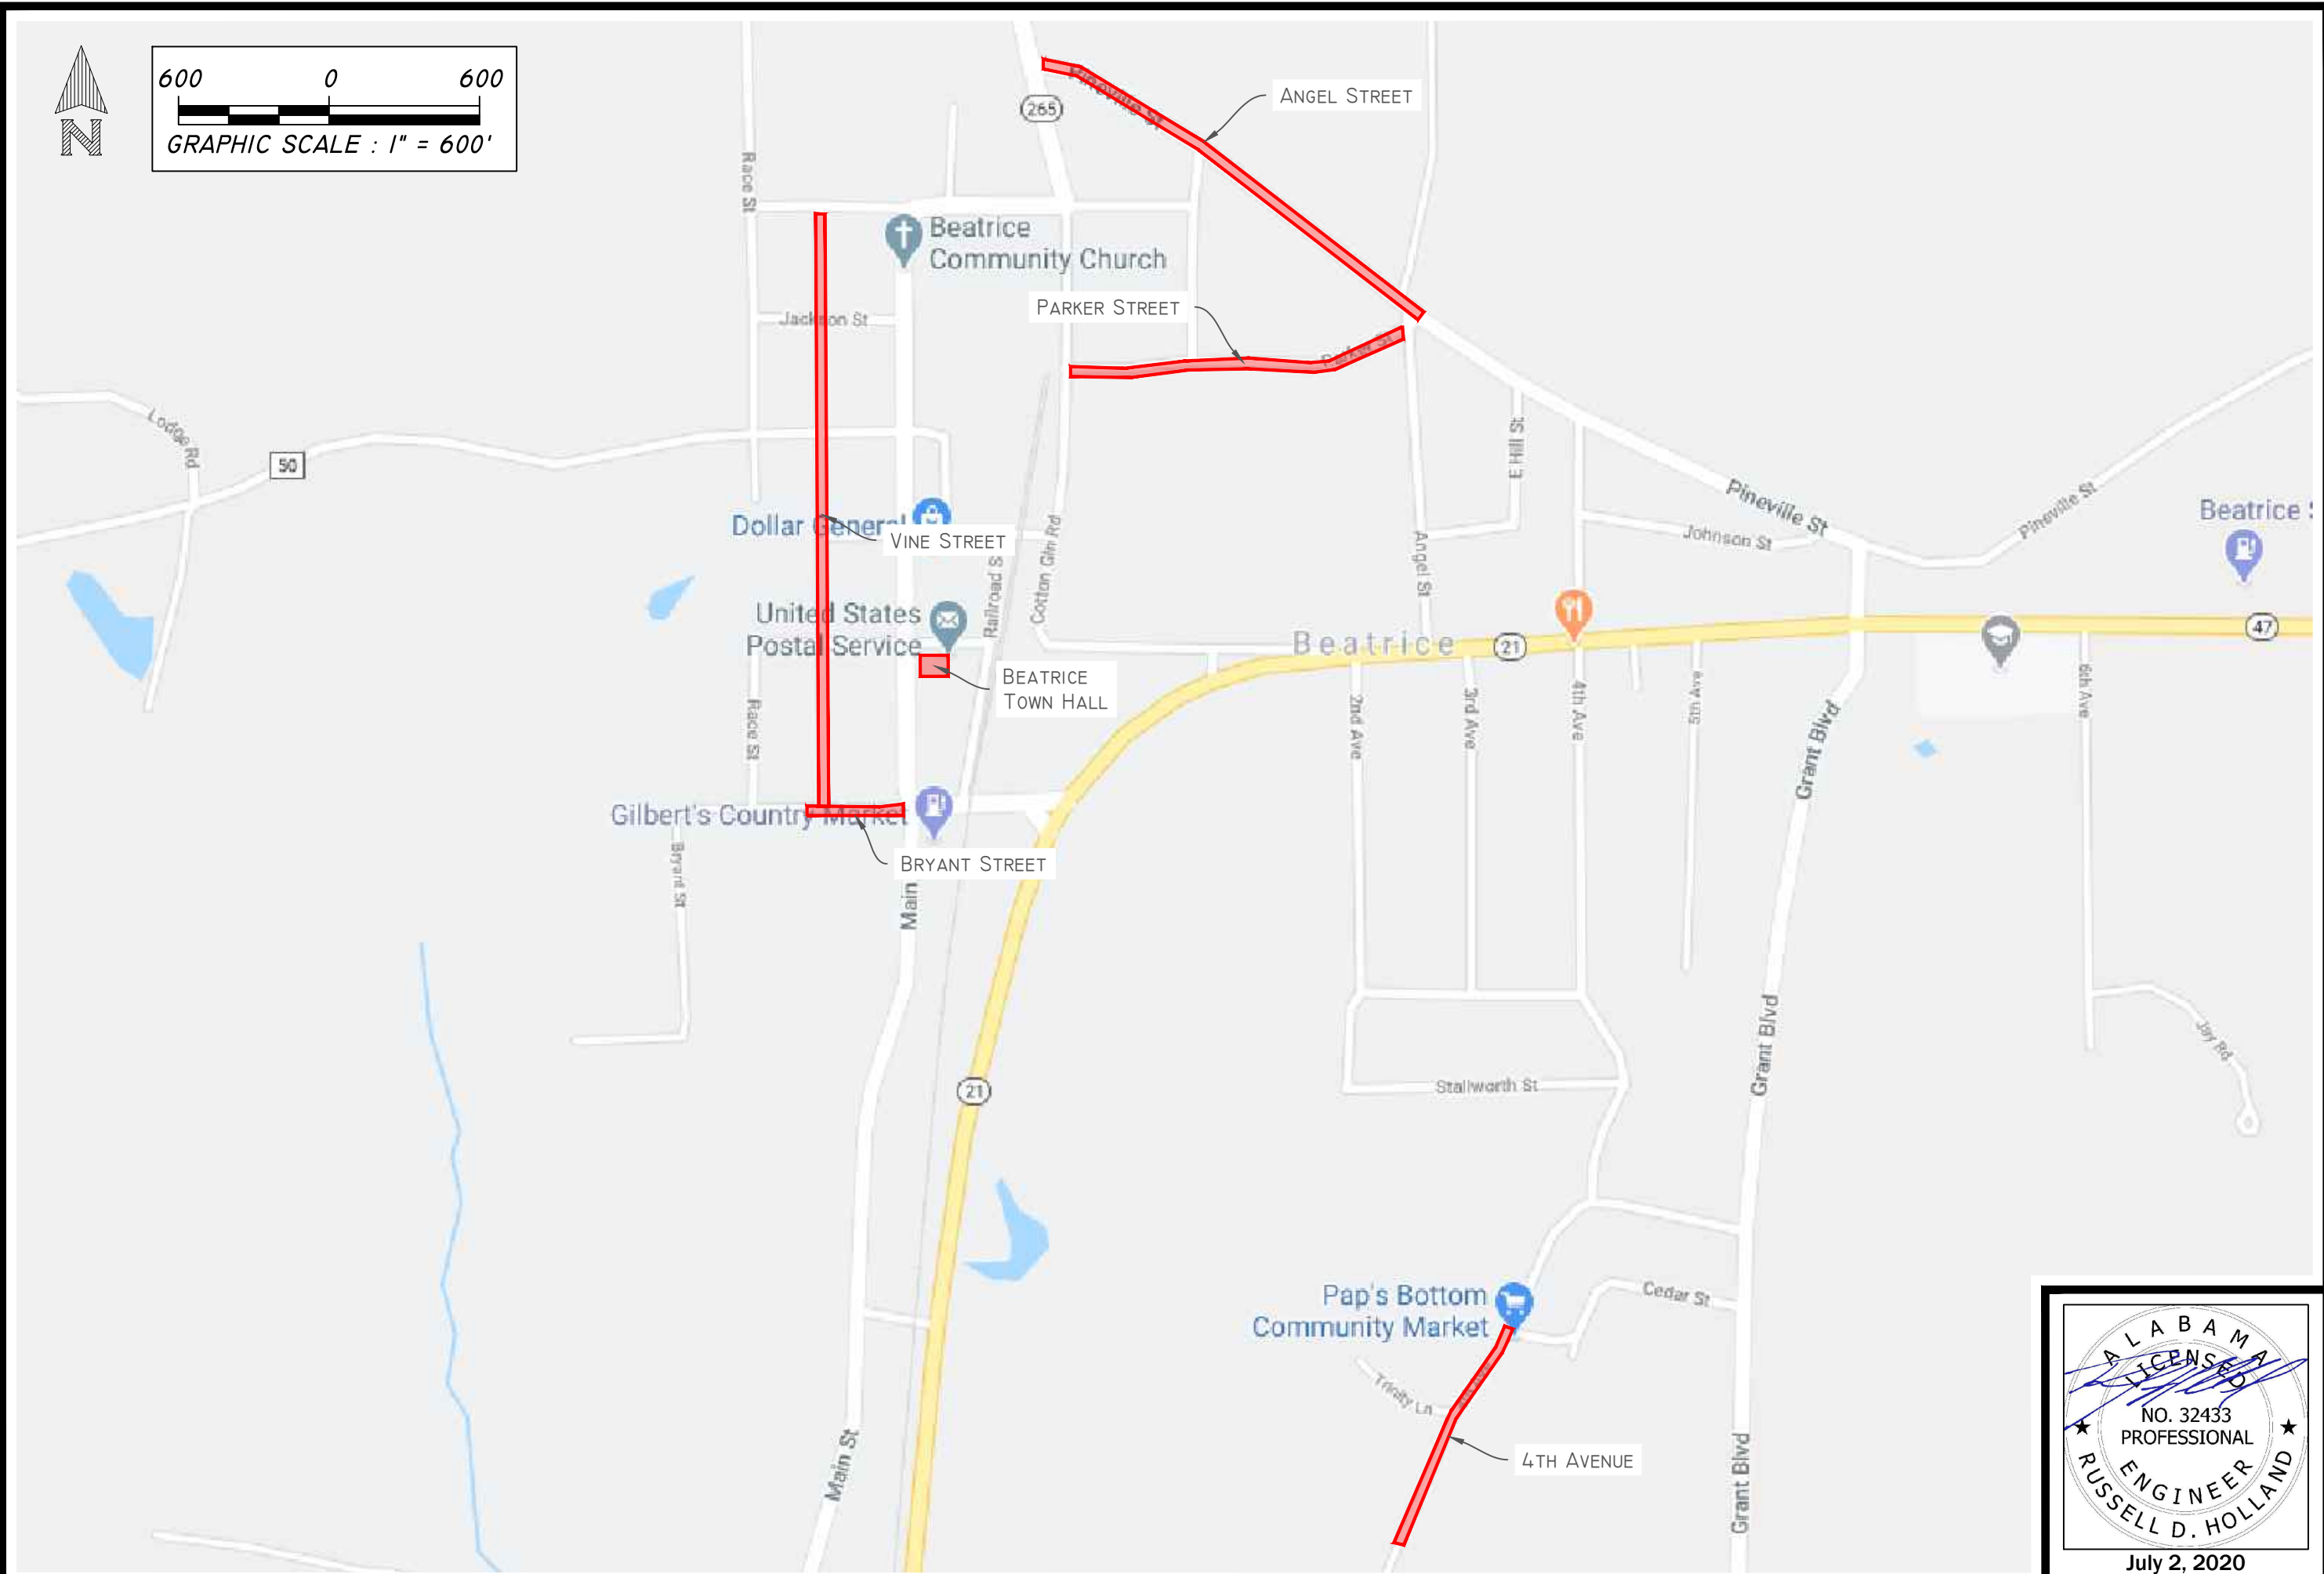 600 0 600
GRAPHIC SCALE : 1" = 600'
N
Pineville St
ANGEL STREET
265
Race St
Beatrice
Community Church
PARKER STREET
Jackson St
Parker St
Lodge Rd
50
E Hill St
Pineville St
Pineville St
Beatrice
Dollar General
VINE STREET
Johnson St
Railroad S
Cotton Gin Rd
Angel St
United States
Postal Service
Beatrice
21
47
BEATRICE
TOWN HALL
Race St
2nd Ave
3rd Ave
4th Ave
5th Ave
6th Ave
Grant Blvd
Gilbert's Country Market
BRYANT STREET
Bryant St
Main
Grant Blvd
Jay Rd
21
Stallworth St
Pap's Bottom
Community Market
Cedar St
Trinity Ln
4TH AVENUE
Main St
Grant Blvd
ALABAMA
LICENSED
NO. 32433
PROFESSIONAL
ENGINEER
RUSSELL D. HOLLAND
July 2, 2020